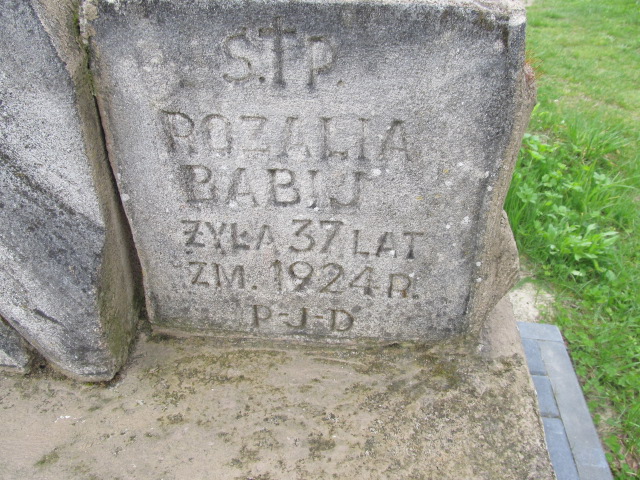 S.†P.
ROZALIA
BABIJ
ŻYŁA 37 LAT
ZM. 1924 R.
P-J-D